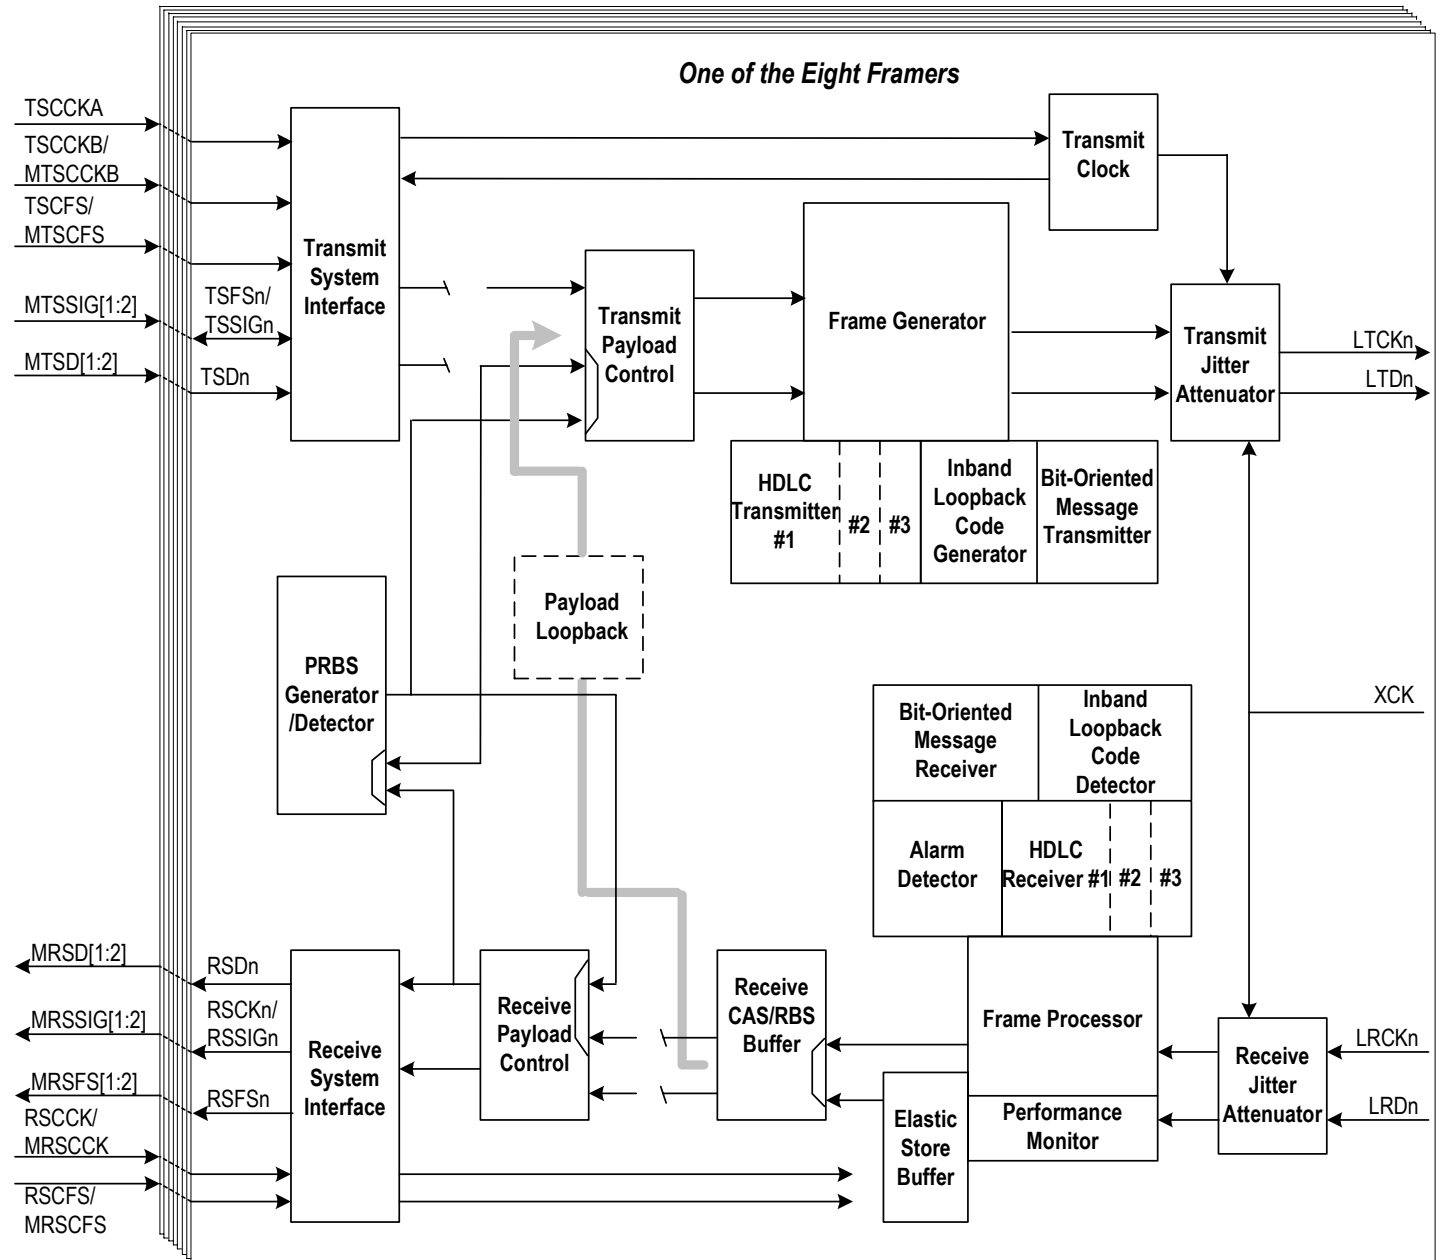 One of the Eight Framers
TSCCKA
TSCCKB/
MTSCCKB
TSCFS/
MTSCFS
MTSSIG[1:2]
TSFSn/
TSSIGn
MTSD[1:2]
TSDn
Transmit
System
Interface
Transmit
Clock
Transmit
Payload
Control
Frame Generator
Transmit
Jitter
Attenuator
LTCKn
LTDn
HDLC
Transmitter
#1
#2
#3
Inband
Loopback
Code
Generator
Bit-Oriented
Message
Transmitter
Payload
Loopback
PRBS
Generator
/Detector
XCK
Bit-Oriented
Message
Receiver
Inband
Loopback
Code
Detector
Alarm
Detector
HDLC
Receiver #1
#2
#3
MRSD[1:2]
RSDn
MRSSIG[1:2]
RSCKn/
RSSIGn
MRSFS[1:2]
RSFSn
RSCCK/
MRSCCK
RSCFS/
MRSCFS
Receive
System
Interface
Receive
Payload
Control
Receive
CAS/RBS
Buffer
Elastic
Store
Buffer
Frame Processor
Performance
Monitor
Receive
Jitter
Attenuator
LRCKn
LRDn